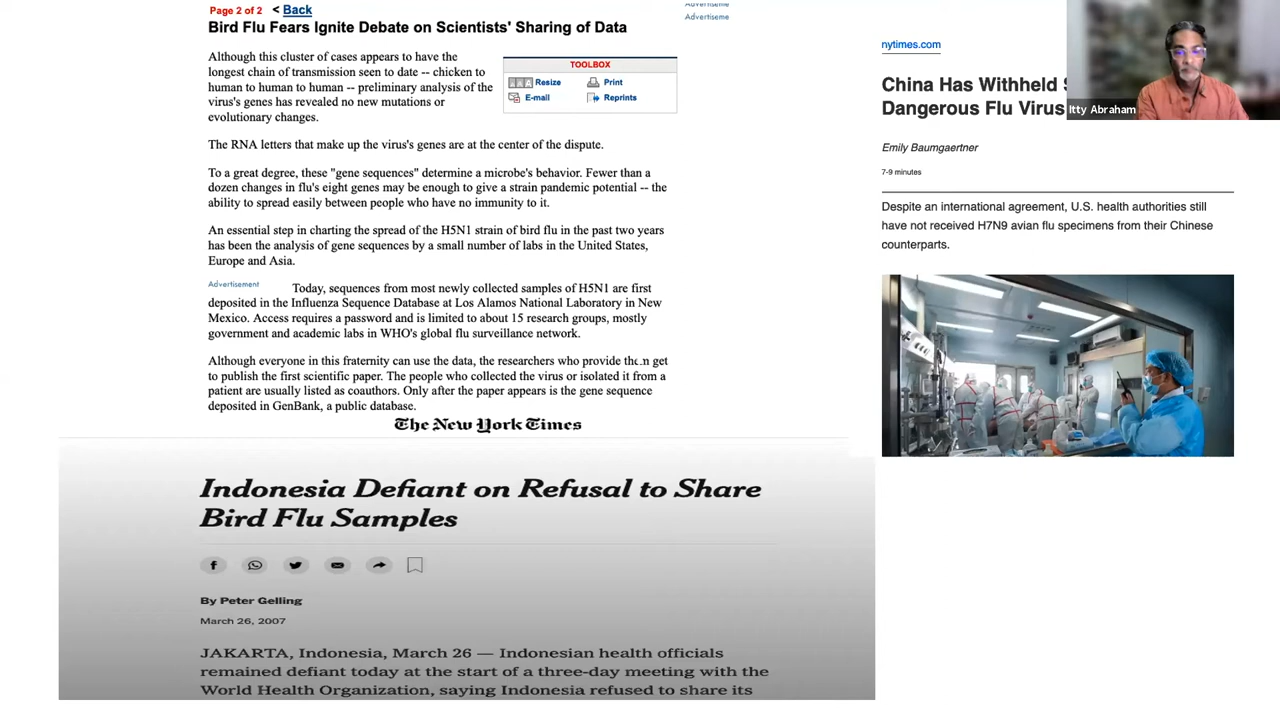 Page 2 of 2 < Back
Bird Flu Fears Ignite Debate on Scientists' Sharing of Data
Although this cluster of cases appears to have the
longest chain of transmission seen to date -- chicken to
human to human to human -- preliminary analysis of the
virus's genes has revealed no new mutations or
evolutionary changes.
TOOLBOX
AAA Resize Print
E-mail Reprints
The RNA letters that make up the virus's genes are at the center of the dispute.
To a great degree, these "gene sequences" determine a microbe's behavior. Fewer than a
dozen changes in flu's eight genes may be enough to give a strain pandemic potential -- the
ability to spread easily between people who have no immunity to it.
An essential step in charting the spread of the H5N1 strain of bird flu in the past two years
has been the analysis of gene sequences by a small number of labs in the United States,
Europe and Asia.
Advertisement
Today, sequences from most newly collected samples of H5N1 are first
deposited in the Influenza Sequence Database at Los Alamos National Laboratory in New
Mexico. Access requires a password and is limited to about 15 research groups, mostly
government and academic labs in WHO's global flu surveillance network.
Although everyone in this fraternity can use the data, the researchers who provide get
to publish the first scientific paper. The people who collected the virus or isolated it from a
patient are usually listed as coauthors. Only after the paper appears is the gene sequence
deposited in GenBank, a public database.
The New York Times
Indonesia Defiant on Refusal to Share
Bird Flu Samples
By Peter Gelling
March 26, 2007
JAKARTA, Indonesia, March 26 — Indonesian health officials
remained defiant today at the start of a three-day meeting with the
World Health Organization, saying Indonesia refused to share its
Advertiseme
Advertiseme
nytimes.com
China Has Withheld
Dangerous Flu Virus
Emily Baumgaertner
7-9 minutes
Despite an international agreement, U.S. health authorities still
have not received H7N9 avian flu specimens from their Chinese
counterparts.
Itty Abraham